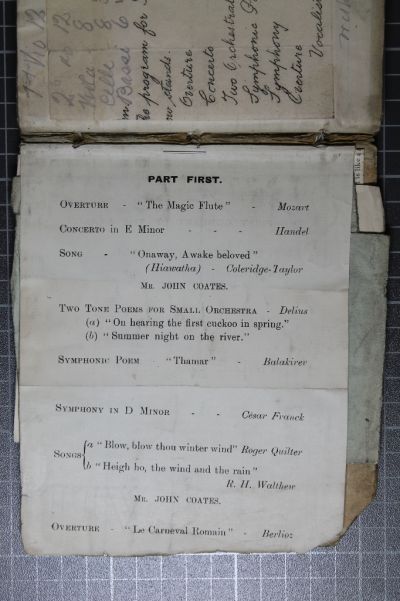 program for
stands.
Overture
Concerto
Two Orchestral
Symphonic
Symphony
Overture
Vocalist
PART FIRST.
OVERTURE - "The Magic Flute" - Mozart
CONCERTO IN E MINOR - - - Handel
SONG - "Onaway, Awake beloved"
(Hiawatha) - Coleridge-Taylor
MR. JOHN COATES.
TWO TONE POEMS FOR SMALL ORCHESTRA - Delius
(a) "On hearing the first cuckoo in spring."
(b) "Summer night on the river."
SYMPHONIC POEM - "Thamar" - Balakirev
SYMPHONY IN D MINOR - - Cesar Franck
SONGS { a "Blow, blow thou winter wind" Roger Quilter
b "Heigh ho, the wind and the rain"
R. H. Walthew
MR. JOHN COATES.
OVERTURE - "Le Carneval Romain" - Berlioz